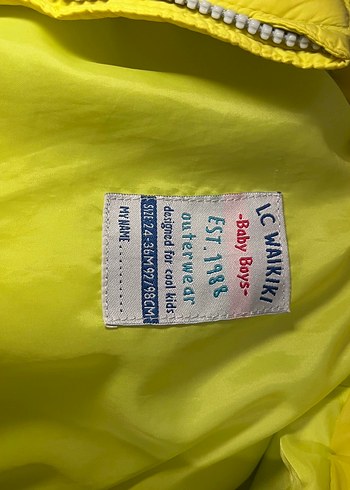 LC WAIKIKI
-Baby Boys-
EST. 1988
outerwear
designed for cool kids
SIZE 24-36M 92/98CM
MY NAME ..........